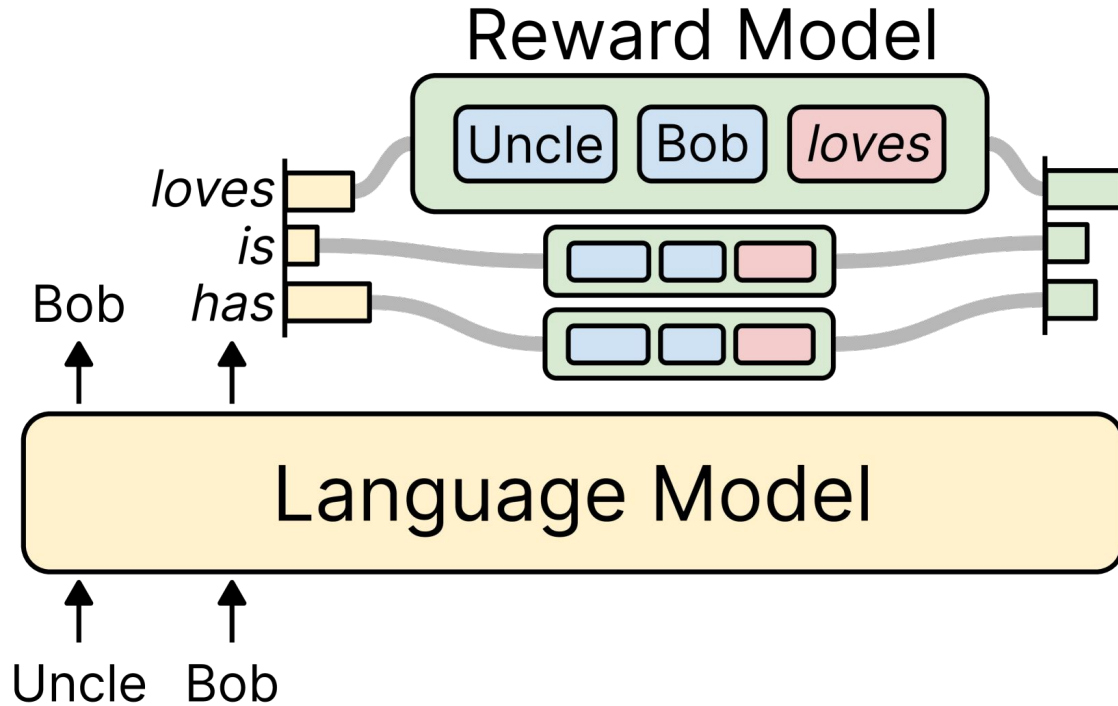 Reward Model
Uncle Bob loves
loves
is
Bob has
Language Model
Uncle Bob